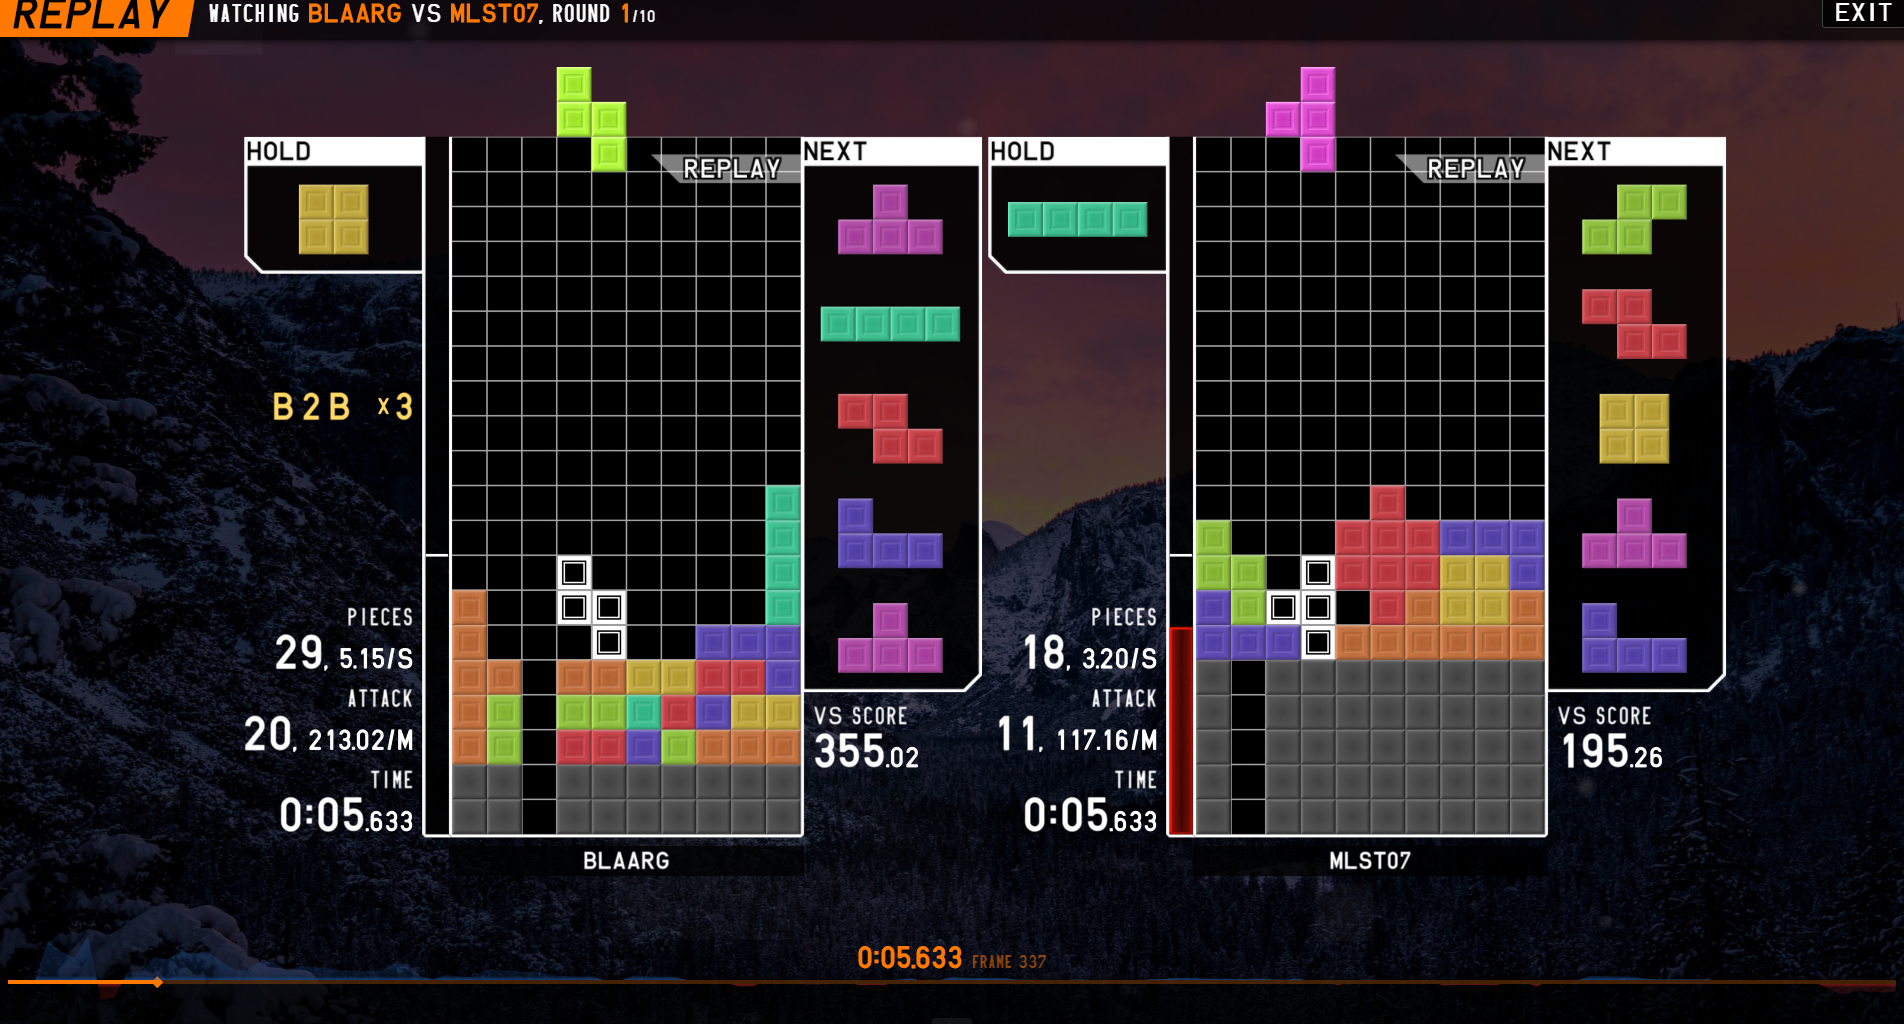 REPLAY
WATCHING BLAARG VS MLST07, ROUND 1/10
EXIT
HOLD
REPLAY
NEXT
B2B ×3
PIECES
29, 5.15/S
ATTACK
20, 213.02/M
TIME
0:05.633
VS SCORE
355.02
BLAARG
HOLD
REPLAY
NEXT
PIECES
18, 3.20/S
ATTACK
11, 117.16/M
TIME
0:05.633
VS SCORE
195.26
MLST07
0:05.633 FRAME 337